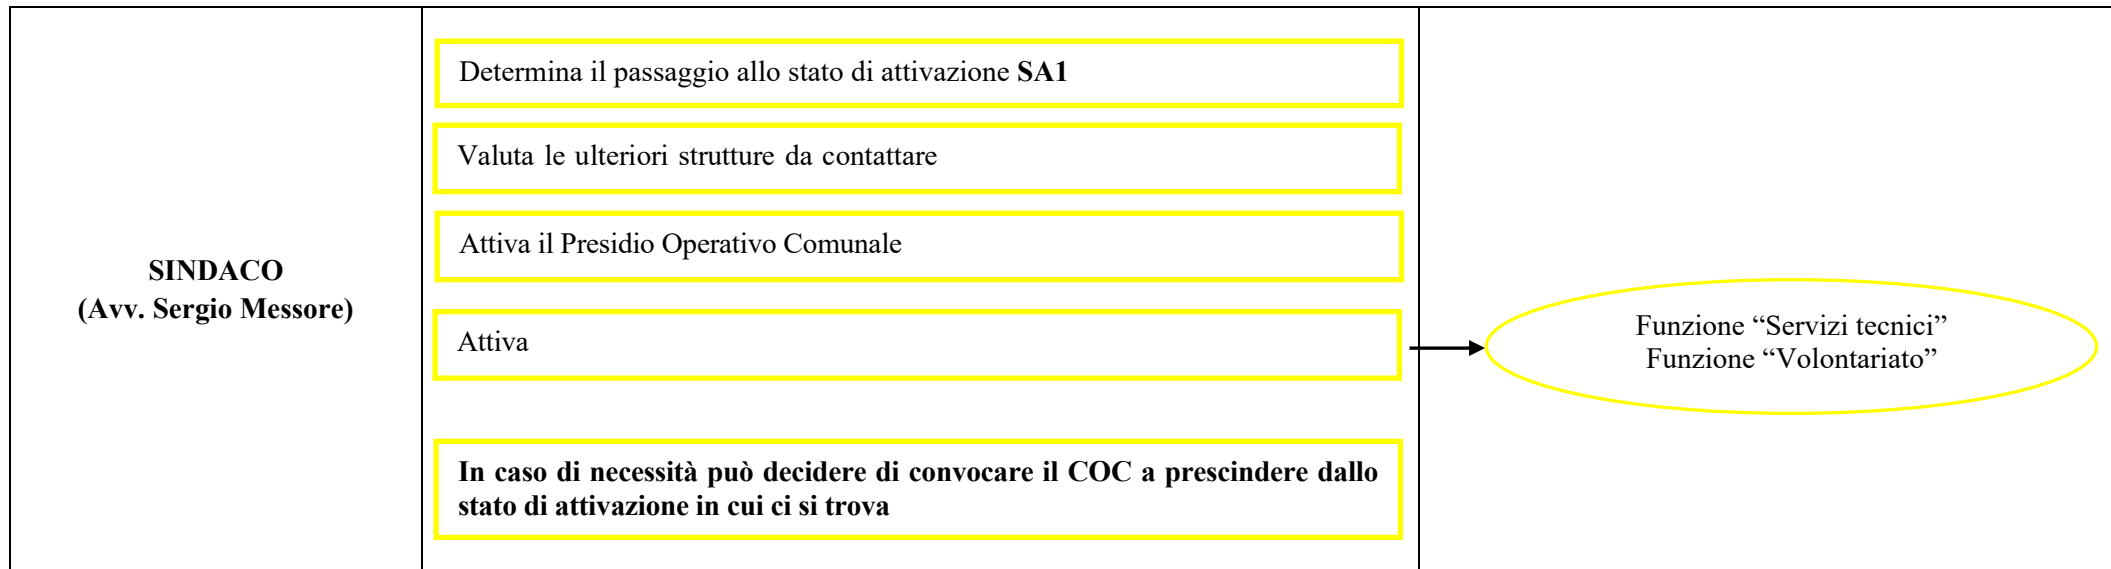 SINDACO
(Avv. Sergio Messore)
Determina il passaggio allo stato di attivazione SA1
Valuta le ulteriori strutture da contattare
Attiva il Presidio Operativo Comunale
Attiva
In caso di necessità può decidere di convocare il COC a prescindere dallo
stato di attivazione in cui ci si trova
Funzione “Servizi tecnici”
Funzione “Volontariato”